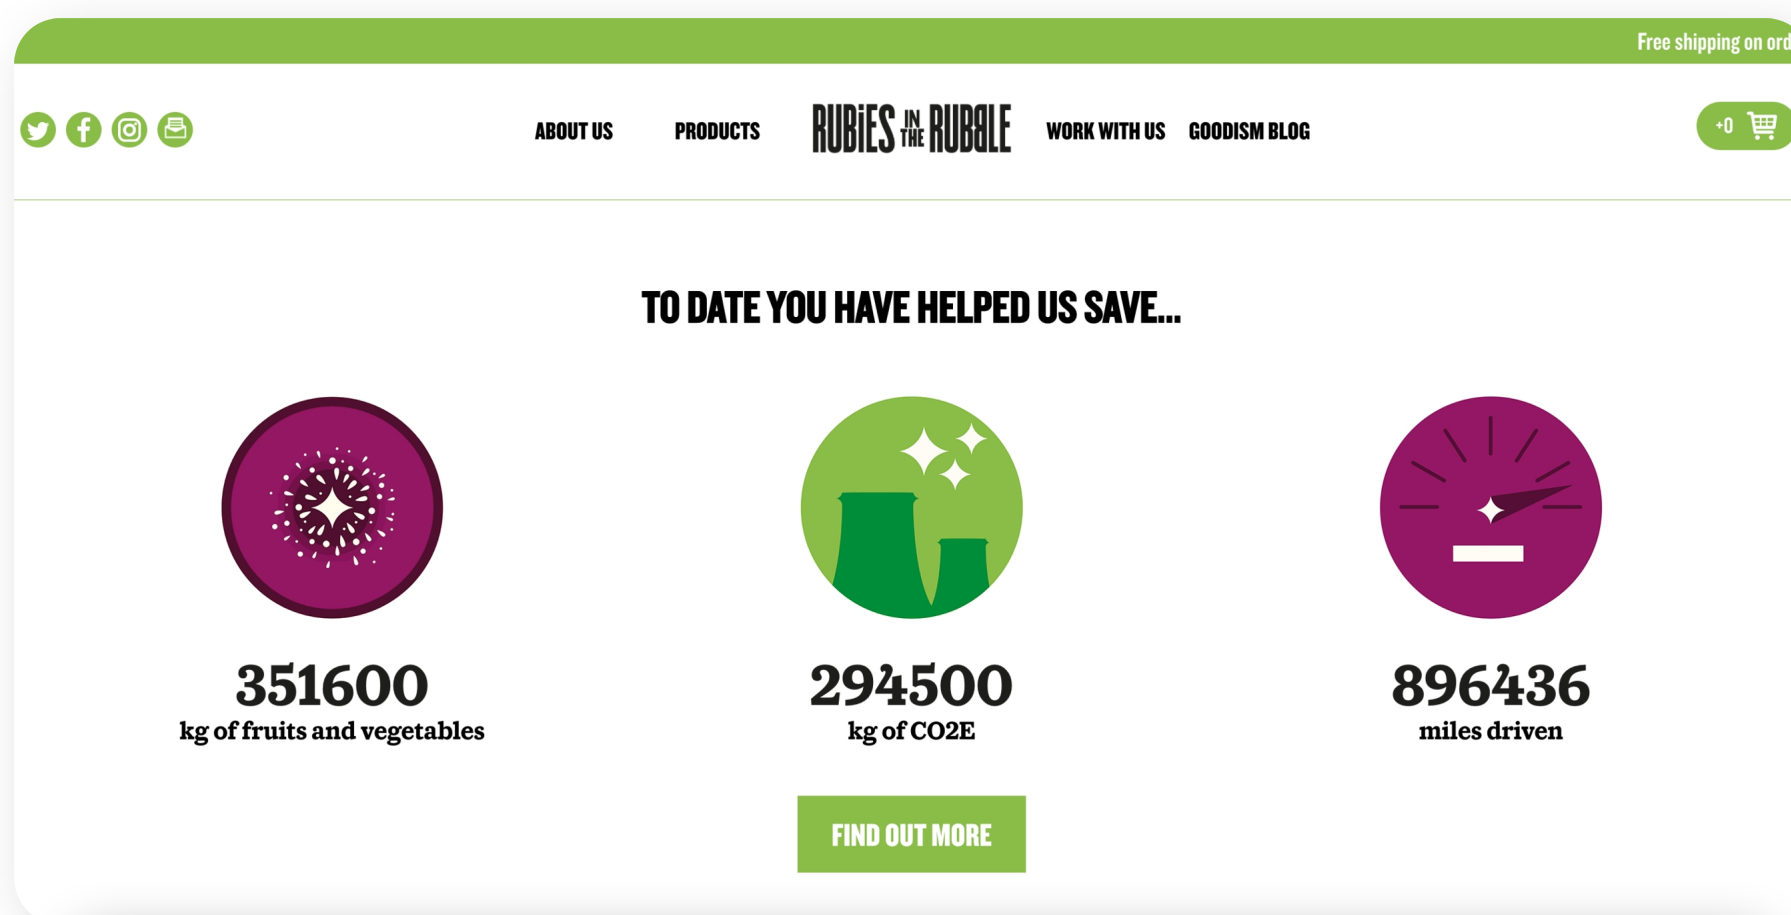 Free shipping on
ABOUT US
PRODUCTS
RUBiES IN THE RUBBLE
WORK WITH US
GOODISM BLOG
+0
TO DATE YOU HAVE HELPED US SAVE...
351600
kg of fruits and vegetables
294500
kg of CO2E
896436
miles driven
FIND OUT MORE